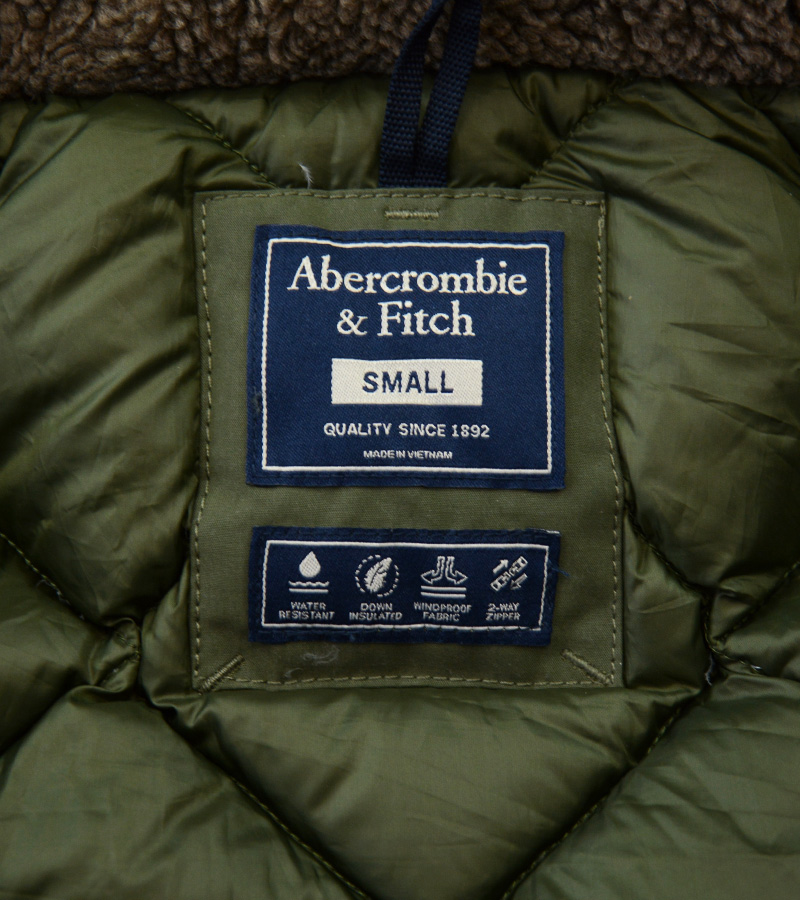 Abercrombie
& Fitch
SMALL
QUALITY SINCE 1892
MADE IN VIETNAM
WATER RESISTANT
DOWN INSULATED
WINDPROOF FABRIC
2-WAY ZIPPER